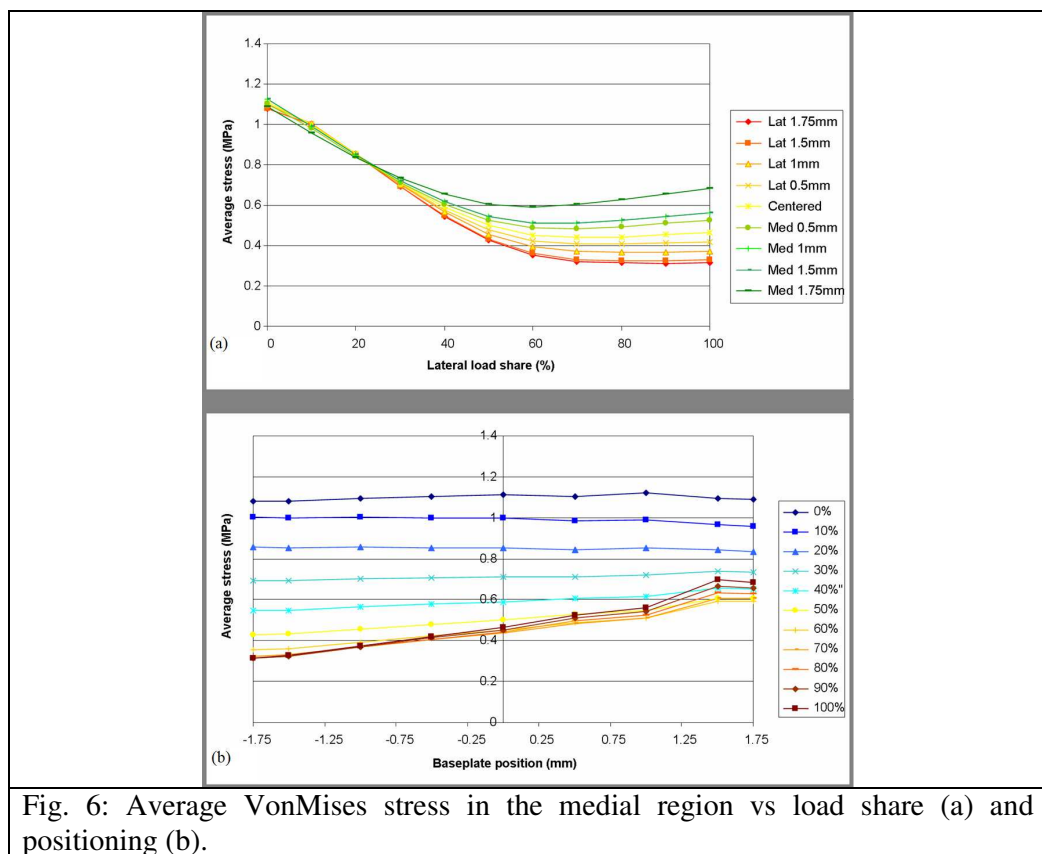 1.4
1.2
1
0.8
0.6
0.4
0.2
0
Average stress (MPa)
0 20 40 60 80 100
Lateral load share (%)
(a)
Lat 1.75mm
Lat 1.5mm
Lat 1mm
Lat 0.5mm
Centered
Med 0.5mm
Med 1mm
Med 1.5mm
Med 1.75mm
1.4
1.2
1
0.8
0.6
0.4
0.2
0
Average stress (MPa)
-1.75 -1.25 -0.75 -0.25 0.25 0.75 1.25 1.75
Baseplate position (mm)
(b)
0%
10%
20%
30%
40%"
50%
60%
70%
80%
90%
100%
Fig. 6: Average VonMises stress in the medial region vs load share (a) and
positioning (b).